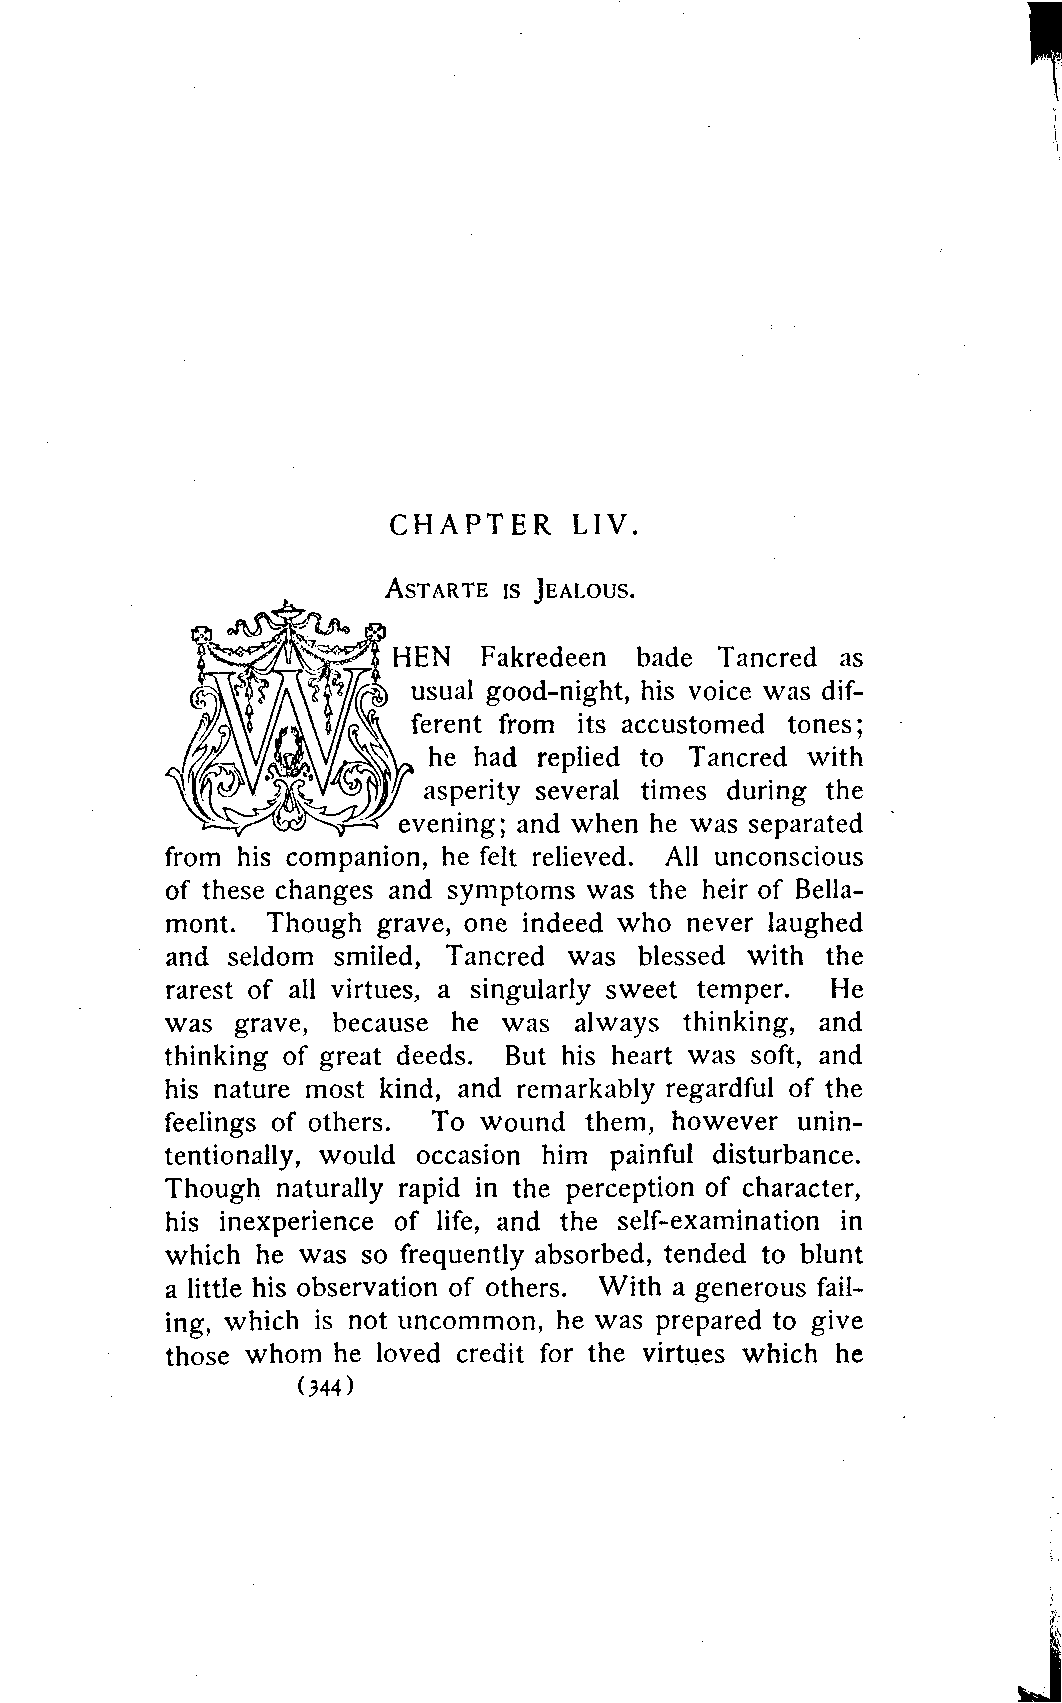 CHAPTER LIV.
ASTARTE IS JEALOUS.
WHEN Fakredeen bade Tancred as
usual good-night, his voice was dif-
ferent from its accustomed tones;
he had replied to Tancred with
asperity several times during the
evening; and when he was separated
from his companion, he felt relieved. All unconscious
of these changes and symptoms was the heir of Bella-
mont. Though grave, one indeed who never laughed
and seldom smiled, Tancred was blessed with the
rarest of all virtues, a singularly sweet temper. He
was grave, because he was always thinking, and
thinking of great deeds. But his heart was soft, and
his nature most kind, and remarkably regardful of the
feelings of others. To wound them, however unin-
tentionally, would occasion him painful disturbance.
Though naturally rapid in the perception of character,
his inexperience of life, and the self-examination in
which he was so frequently absorbed, tended to blunt
a little his observation of others. With a generous fail-
ing, which is not uncommon, he was prepared to give
those whom he loved credit for the virtues which he
(344)